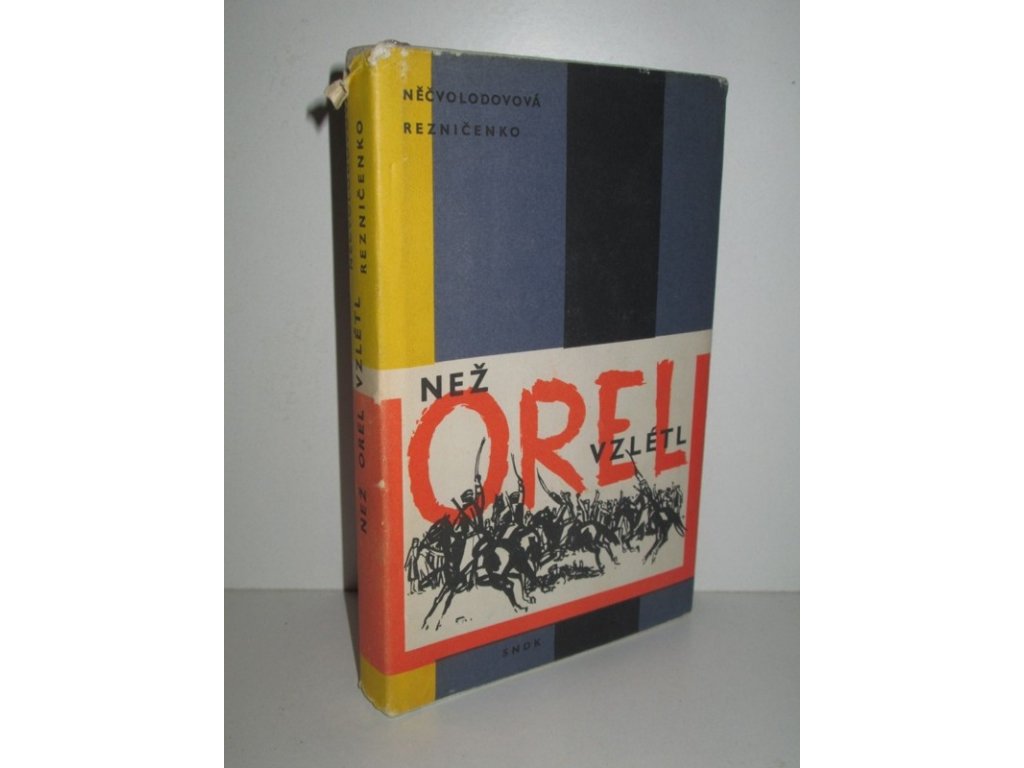 NĚČVOLODOVOVÁ
REZNIČENKO
NEŽ
OREL
VZLÉTL
SNDK
NEŽ OREL VZLÉTL
REZNIČENKO